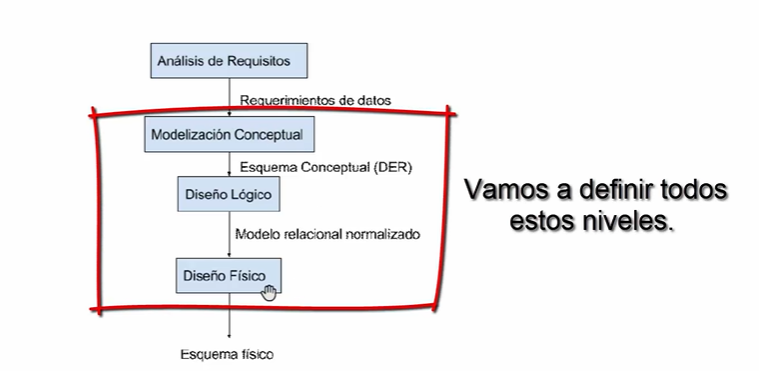 Análisis de Requisitos
Requerimientos de datos
Modelización Conceptual
Esquema Conceptual (DER)
Diseño Lógico
Modelo relacional normalizado
Diseño Físico
Esquema físico
Vamos a definir todos
estos niveles.